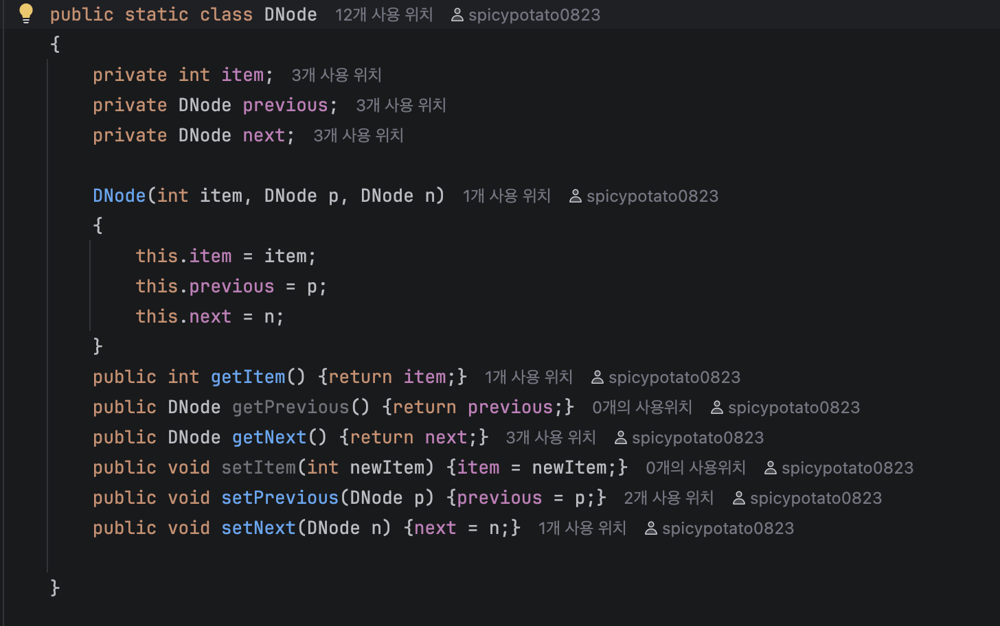 public static class DNode 12개 사용 위치 spicypotato0823
{
private int item; 3개 사용 위치
private DNode previous; 3개 사용 위치
private DNode next; 3개 사용 위치
DNode(int item, DNode p, DNode n) 1개 사용 위치 spicypotato0823
{
this.item = item;
this.previous = p;
this.next = n;
}
public int getItem() {return item;} 1개 사용 위치 spicypotato0823
public DNode getPrevious() {return previous;} 0개의 사용위치 spicypotato0823
public DNode getNext() {return next;} 3개 사용 위치 spicypotato0823
public void setItem(int newItem) {item = newItem;} 0개의 사용위치 spicypotato0823
public void setPrevious(DNode p) {previous = p;} 2개 사용 위치 spicypotato0823
public void setNext(DNode n) {next = n;} 1개 사용 위치 spicypotato0823
}